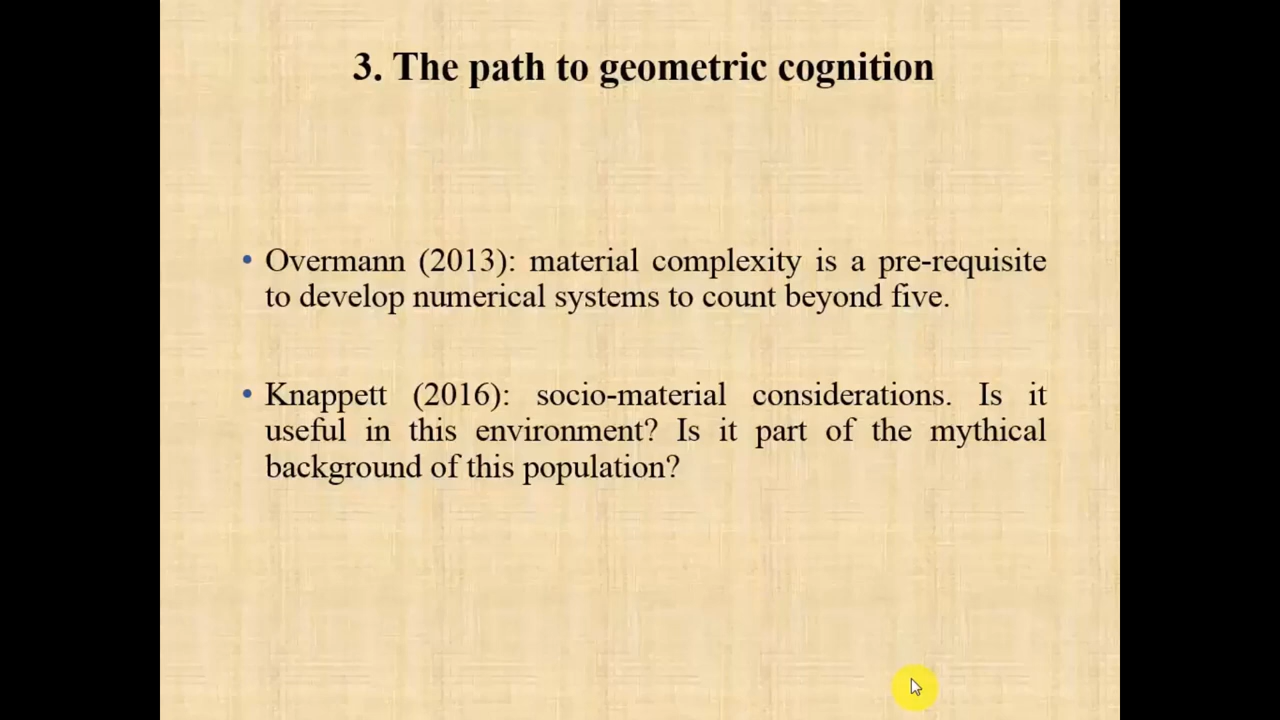 3. The path to geometric cognition
• Overmann (2013): material complexity is a pre-requisite
to develop numerical systems to count beyond five.
• Knappett (2016): socio-material considerations. Is it
useful in this environment? Is it part of the mythical
background of this population?